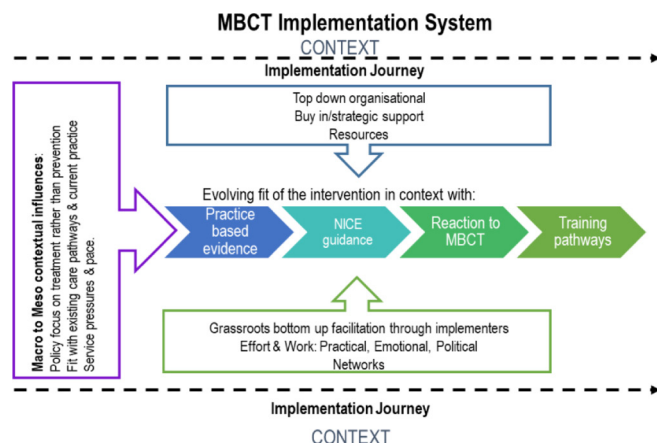 MBCT Implementation System
CONTEXT
Implementation Journey
Macro to Meso contextual influences:
Policy focus on treatment rather than prevention
Fit with existing care pathways & current practice
Service pressures & pace.
Top down organisational
Buy in/strategic support
Resources
Evolving fit of the intervention in context with:
Practice
based
evidence
NICE
guidance
Reaction to
MBCT
Training
pathways
Grassroots bottom up facilitation through implementers
Effort & Work: Practical, Emotional, Political
Networks
Implementation Journey
CONTEXT